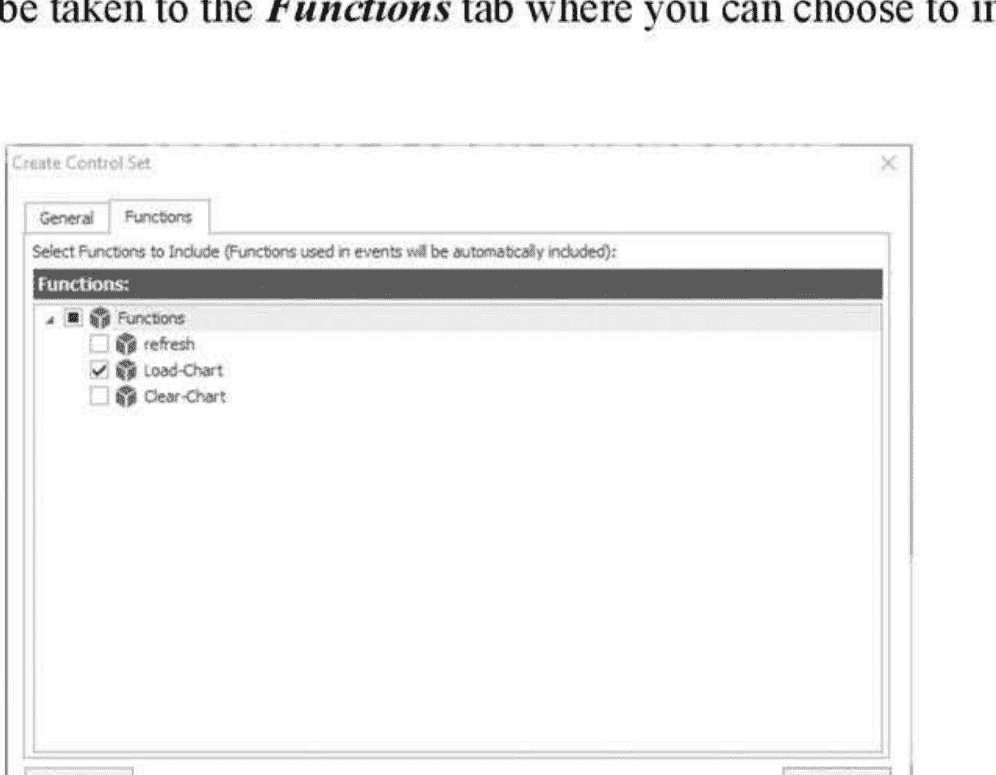 be taken to the Functions tab where you can choose to
Create Control Set
General
Functions
Select Functions to Include (Functions used in events will be automatically included):
Functions:
Functions
refresh
Load-Chart
Clear-Chart